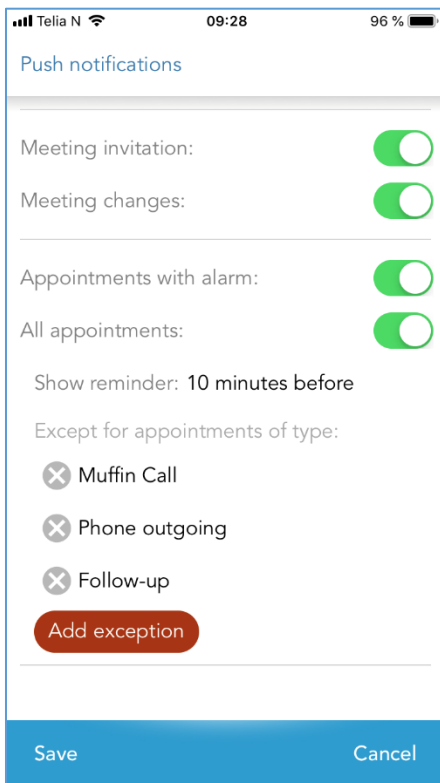 Telia N 09:28 96 %
Push notifications
Meeting invitation:
Meeting changes:
Appointments with alarm:
All appointments:
Show reminder: 10 minutes before
Except for appointments of type:
Muffin Call
Phone outgoing
Follow-up
Add exception
Save Cancel